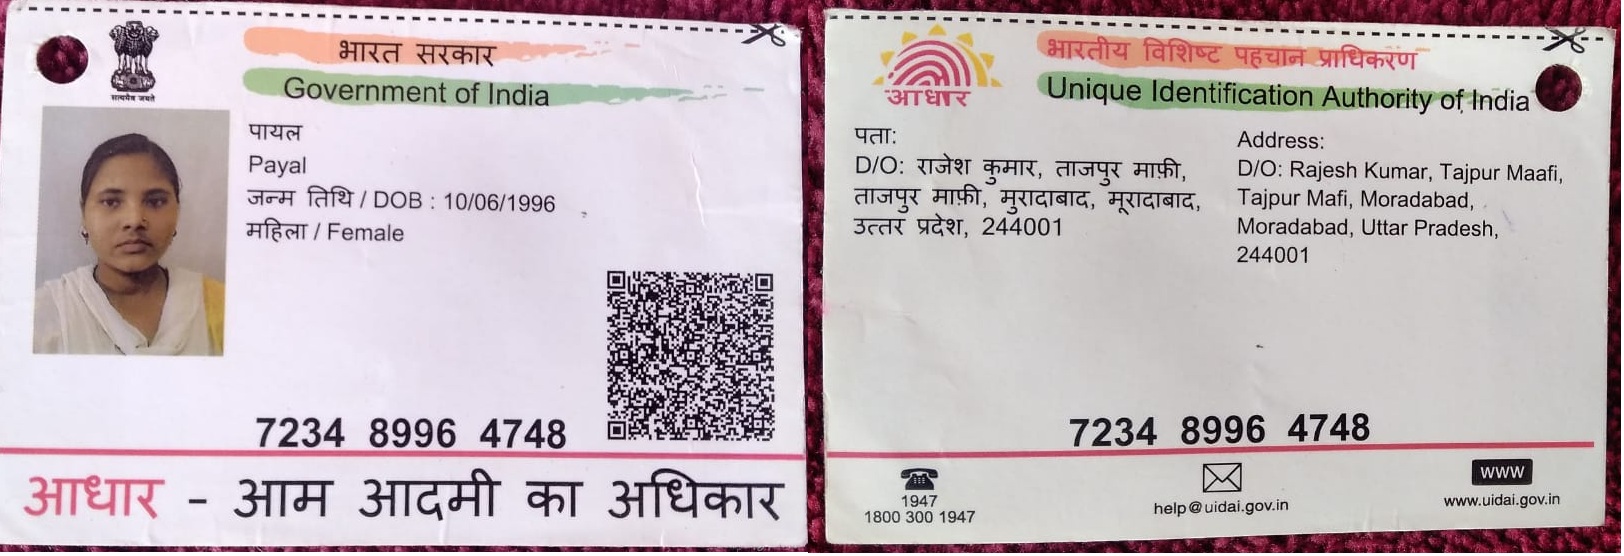 भारत सरकार
Government of India
सत्यमेव जयते
पायल
Payal
जन्म तिथि / DOB : 10/06/1996
महिला / Female
7234 8996 4748
आधार - आम आदमी का अधिकार
भारतीय विशिष्ट पहचान प्राधिकरण
Unique Identification Authority of India
आधार
पता:
D/O: राजेश कुमार, ताजपुर माफ़ी,
ताजपुर माफ़ी, मुरादाबाद, मूरादाबाद,
उत्तर प्रदेश, 244001
Address:
D/O: Rajesh Kumar, Tajpur Maafi,
Tajpur Mafi, Moradabad,
Moradabad, Uttar Pradesh,
244001
7234 8996 4748
1947
1800 300 1947
help@uidai.gov.in
WWW
www.uidai.gov.in